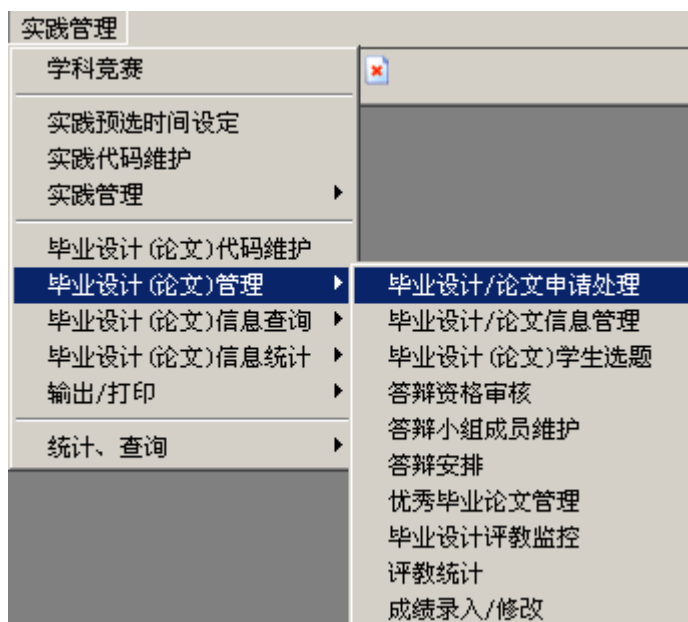 实践管理
学科竞赛
实践预选时间设定
实践代码维护
实践管理
毕业设计(论文)代码维护
毕业设计(论文)管理
毕业设计(论文)信息查询
毕业设计(论文)信息统计
输出/打印
统计、查询
毕业设计/论文申请处理
毕业设计/论文信息管理
毕业设计(论文)学生选题
答辩资格审核
答辩小组成员维护
答辩安排
优秀毕业论文管理
毕业设计评教监控
评教统计
成绩录入/修改